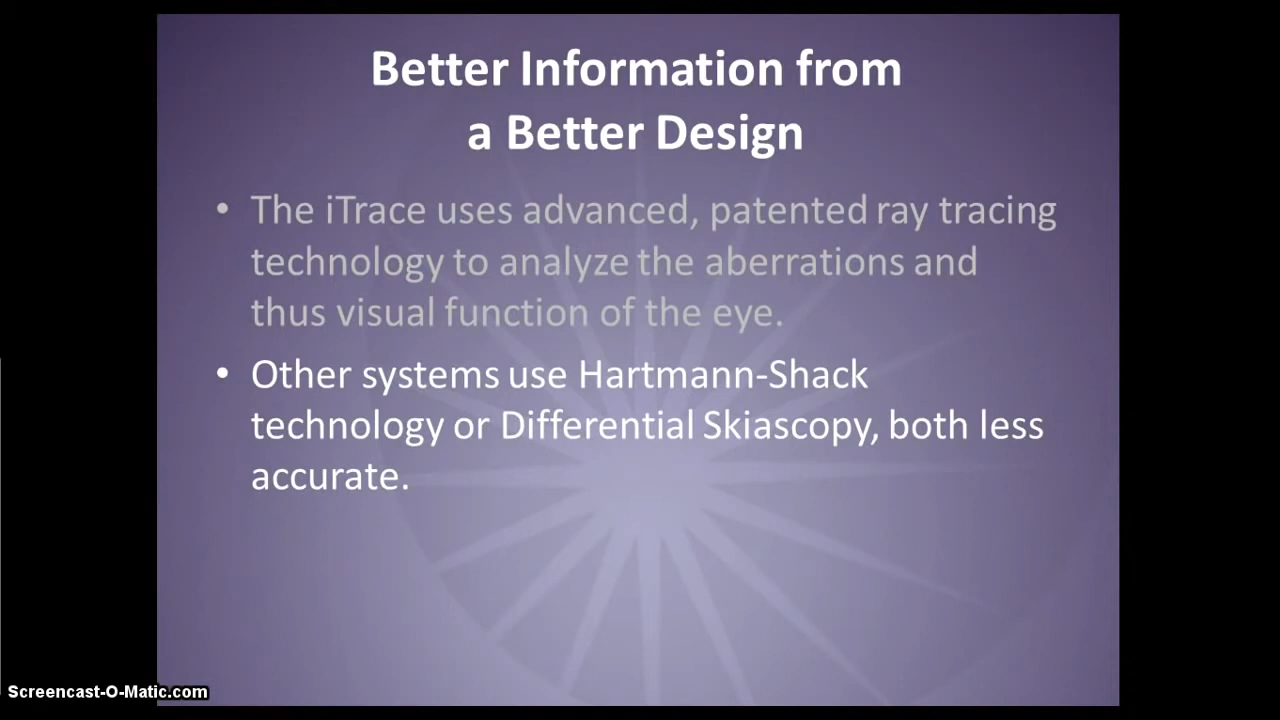 Better Information from
a Better Design
• The iTrace uses advanced, patented ray tracing
technology to analyze the aberrations and
thus visual function of the eye.
• Other systems use Hartmann-Shack
technology or Differential Skiascopy, both less
accurate.
Screencast-O-Matic.com